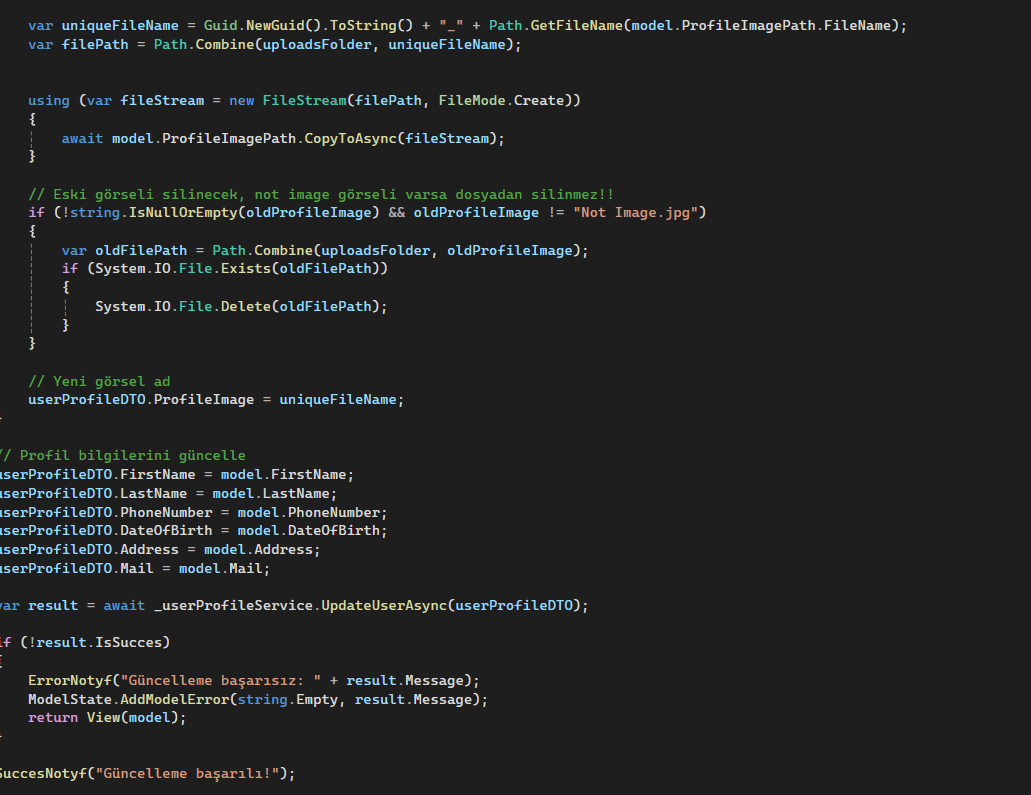 var uniqueFileName = Guid.NewGuid().ToString() + "_" + Path.GetFileName(model.ProfileImagePath.FileName);
var filePath = Path.Combine(uploadsFolder, uniqueFileName);
using (var fileStream = new FileStream(filePath, FileMode.Create))
{
await model.ProfileImagePath.CopyToAsync(fileStream);
}
// Eski görseli silinecek, not image görseli varsa dosyadan silinmez!!
if (!string.IsNullOrEmpty(oldProfileImage) && oldProfileImage != "Not Image.jpg")
{
var oldFilePath = Path.Combine(uploadsFolder, oldProfileImage);
if (System.IO.File.Exists(oldFilePath))
{
System.IO.File.Delete(oldFilePath);
}
}
// Yeni görsel ad
userProfileDTO.ProfileImage = uniqueFileName;
// Profil bilgilerini güncelle
userProfileDTO.FirstName = model.FirstName;
userProfileDTO.LastName = model.LastName;
userProfileDTO.PhoneNumber = model.PhoneNumber;
userProfileDTO.DateOfBirth = model.DateOfBirth;
userProfileDTO.Address = model.Address;
userProfileDTO.Mail = model.Mail;
var result = await _userProfileService.UpdateUserAsync(userProfileDTO);
if (!result.IsSucces)
{
ErrorNotyf("Güncelleme başarısız: " + result.Message);
ModelState.AddModelError(string.Empty, result.Message);
return View(model);
SuccesNotyf("Güncelleme başarılı!");